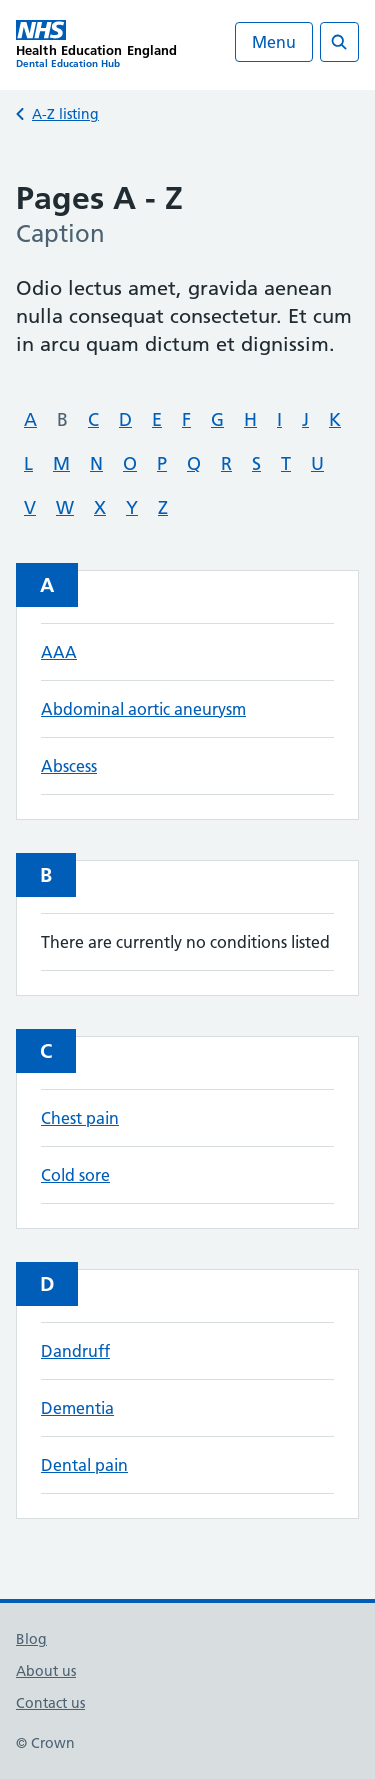 NHS
Health Education England
Dental Education Hub
Menu
A-Z listing
Pages A - Z
Caption
Odio lectus amet, gravida aenean
nulla consequat consectetur. Et cum
in arcu quam dictum et dignissim.
A B C D E F G H I J K
L M N O P Q R S T U
V W X Y Z
A
AAA
Abdominal aortic aneurysm
Abscess
B
There are currently no conditions listed
C
Chest pain
Cold sore
D
Dandruff
Dementia
Dental pain
Blog
About us
Contact us
© Crown